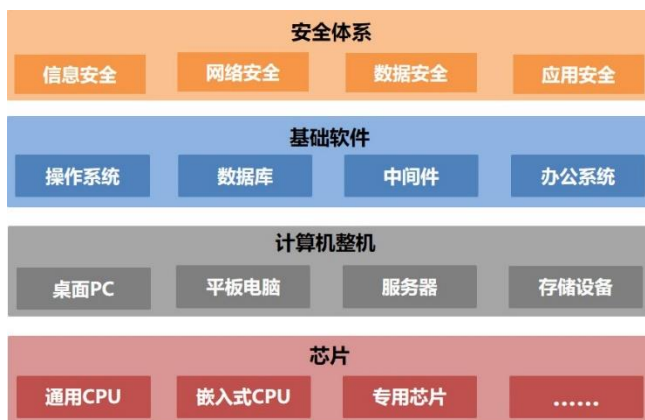 安全体系
信息安全 网络安全 数据安全 应用安全
基础软件
操作系统 数据库 中间件 办公系统
计算机整机
桌面PC 平板电脑 服务器 存储设备
芯片
通用CPU 嵌入式CPU 专用芯片 ……